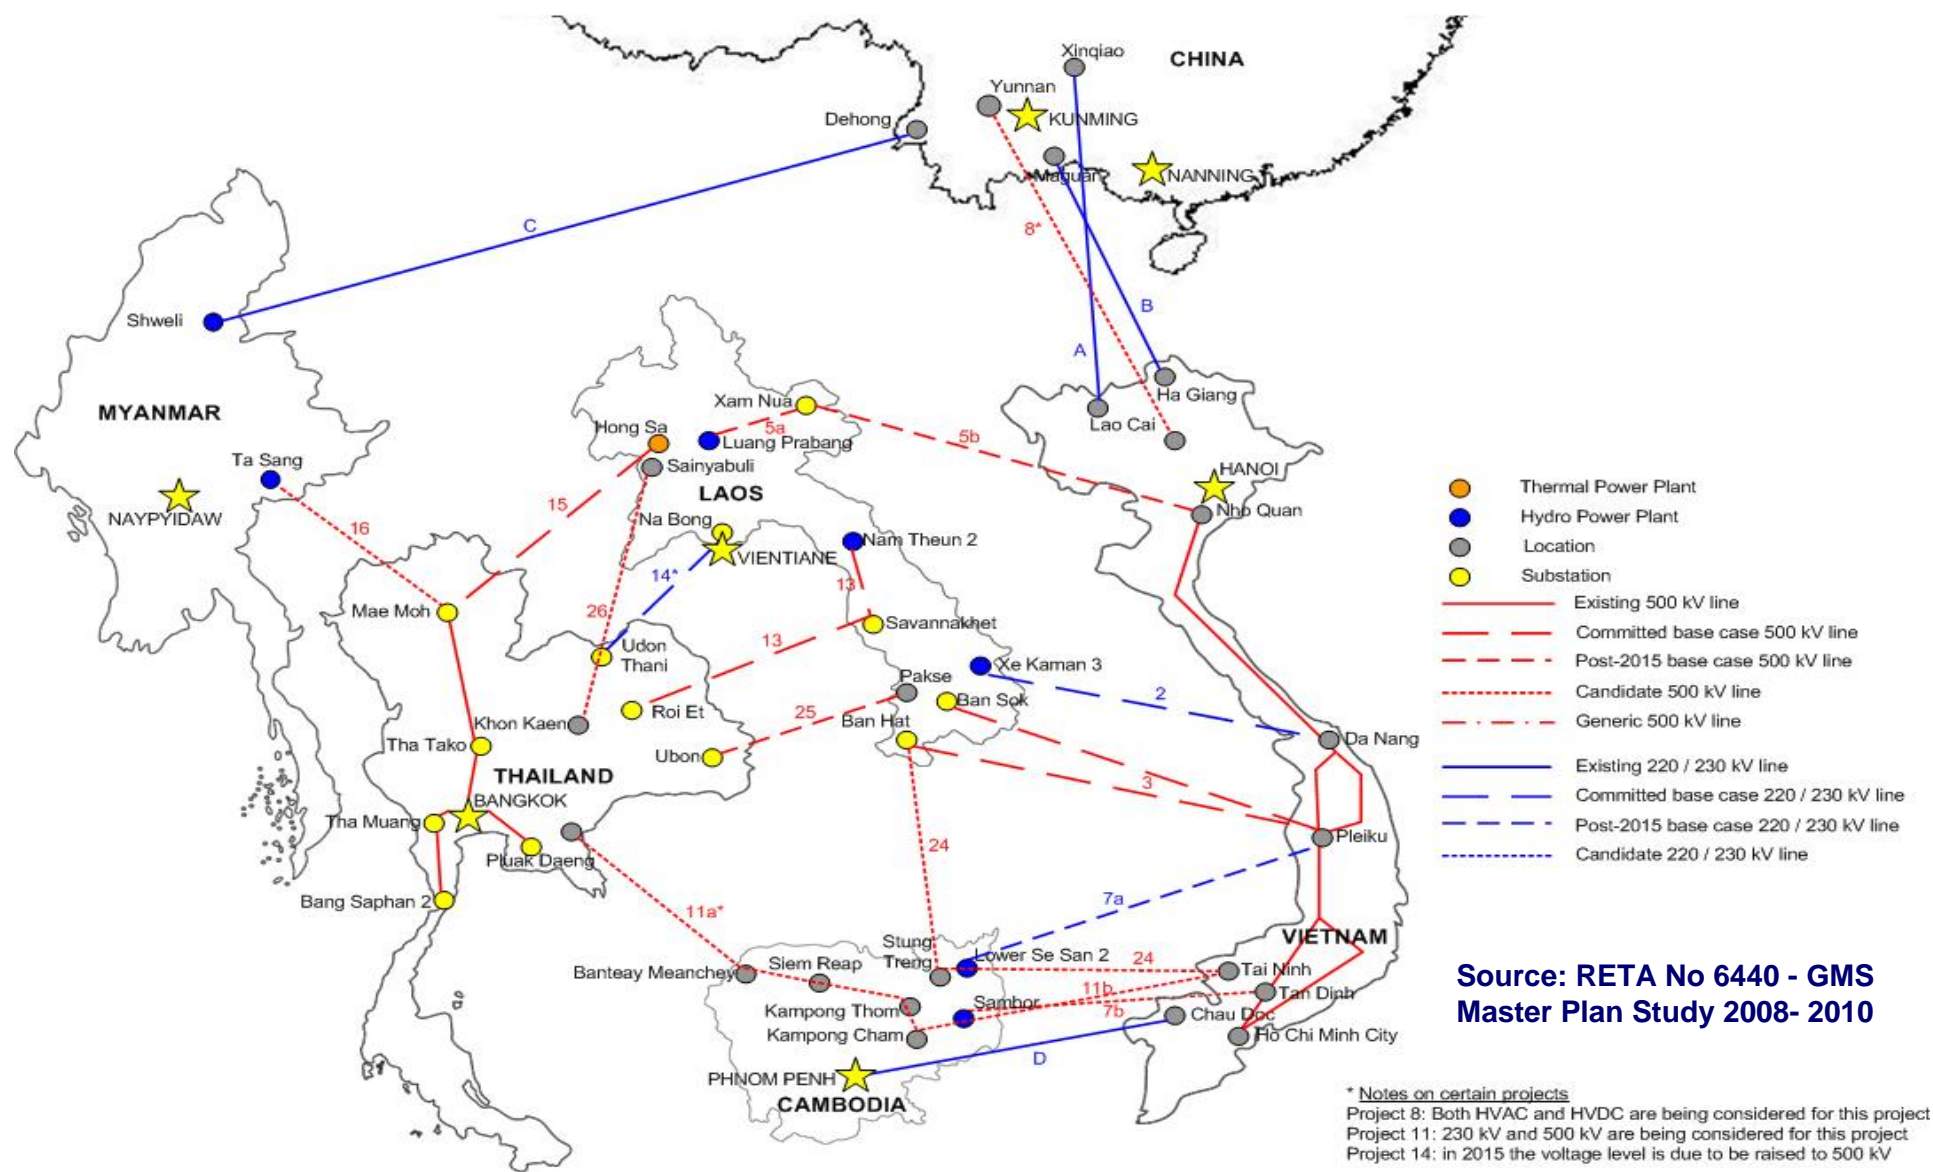 Xinqiao
CHINA
Yunnan
KUNMING
Dehong
Maguan
NANNING
8*
C
B
A
Shweli
MYANMAR
Ta Sang
NAYPYIDAW
16
Xam Nua
5a
Hong Sa
Luang Prabang
Sainyabuli
LAOS
15
Na Bong
VIENTIANE
Nam Theun 2
14*
13
26
5b
Ha Giang
Lao Cai
HANOI
Nho Quan
Mae Moh
Udon
Thani
13
Savannakhet
Xe Kaman 3
Pakse
Ban Sok
2
Roi Et
25
Ban Hat
Khon Kaen
Tha Tako
Ubon
Da Nang
3
THAILAND
BANGKOK
Tha Muang
Pluak Daeng
Bang Saphan 2
24
Pleiku
7a
11a*
VIETNAM
Stung
Treng
Lower Se San 2
24
Tai Ninh
Banteay Meanchey
Siem Reap
11b
Tan Dinh
Kampong Thom
Sambor
7b
Chau Doc
Kampong Cham
Ho Chi Minh City
D
PHNOM PENH
CAMBODIA
Thermal Power Plant
Hydro Power Plant
Location
Substation
Existing 500 kV line
Committed base case 500 kV line
Post-2015 base case 500 kV line
Candidate 500 kV line
Generic 500 kV line
Existing 220 / 230 kV line
Committed base case 220 / 230 kV line
Post-2015 base case 220 / 230 kV line
Candidate 220 / 230 kV line
Source: RETA No 6440 - GMS
Master Plan Study 2008- 2010
* Notes on certain projects
Project 8: Both HVAC and HVDC are being considered for this project
Project 11: 230 kV and 500 kV are being considered for this project
Project 14: in 2015 the voltage level is due to be raised to 500 kV